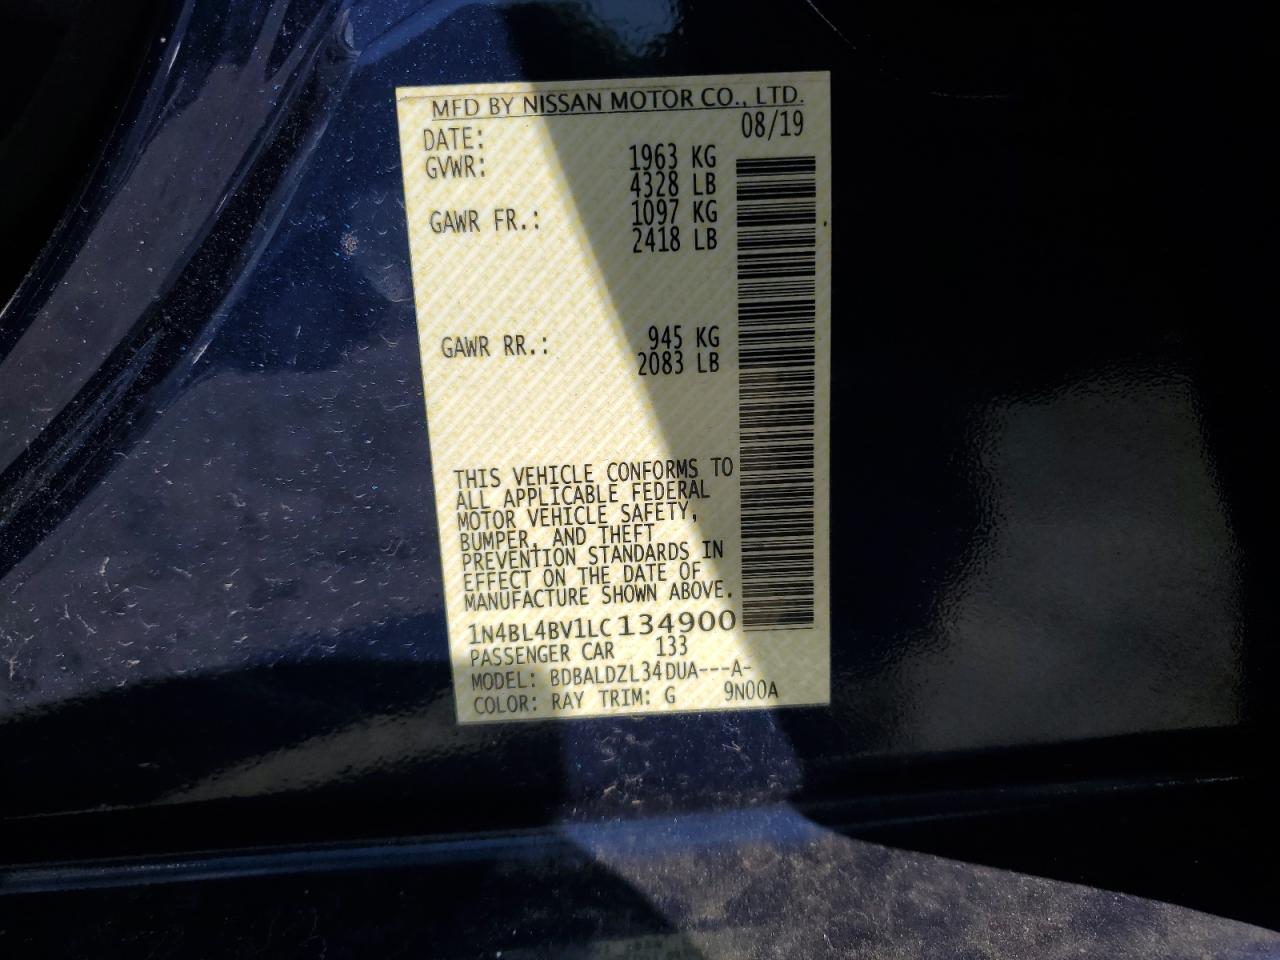 MFD BY NISSAN MOTOR CO., LTD.
DATE: 08/19
GVWR: 1963 KG
4328 LB
GAWR FR.: 1097 KG
2418 LB
GAWR RR.: 945 KG
2083 LB
THIS VEHICLE CONFORMS TO
ALL APPLICABLE FEDERAL
MOTOR VEHICLE SAFETY,
BUMPER, AND THEFT
PREVENTION STANDARDS IN
EFFECT ON THE DATE OF
MANUFACTURE SHOWN ABOVE.
1N4BL4BV1LC134900
PASSENGER CAR 133
MODEL: BDBALDZL34DUA---A-
COLOR: RAY TRIM: G 9N00A